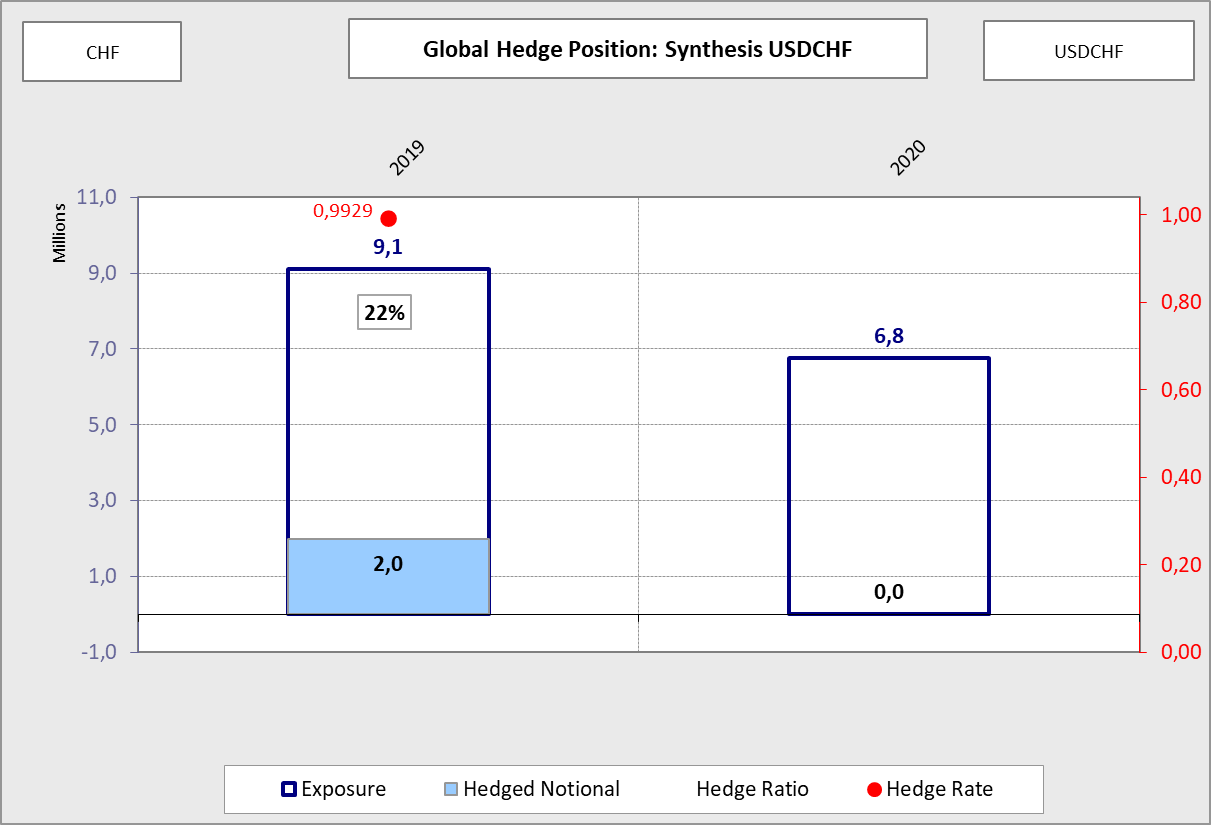 CHF
Global Hedge Position: Synthesis USDCHF
USDCHF
2019
2020
Millions
11,0
9,0
7,0
5,0
3,0
1,0
-1,0
0,9929
9,1
22%
2,0
6,8
0,0
1,00
0,80
0,60
0,40
0,20
0,00
Exposure
Hedged Notional
Hedge Ratio
Hedge Rate